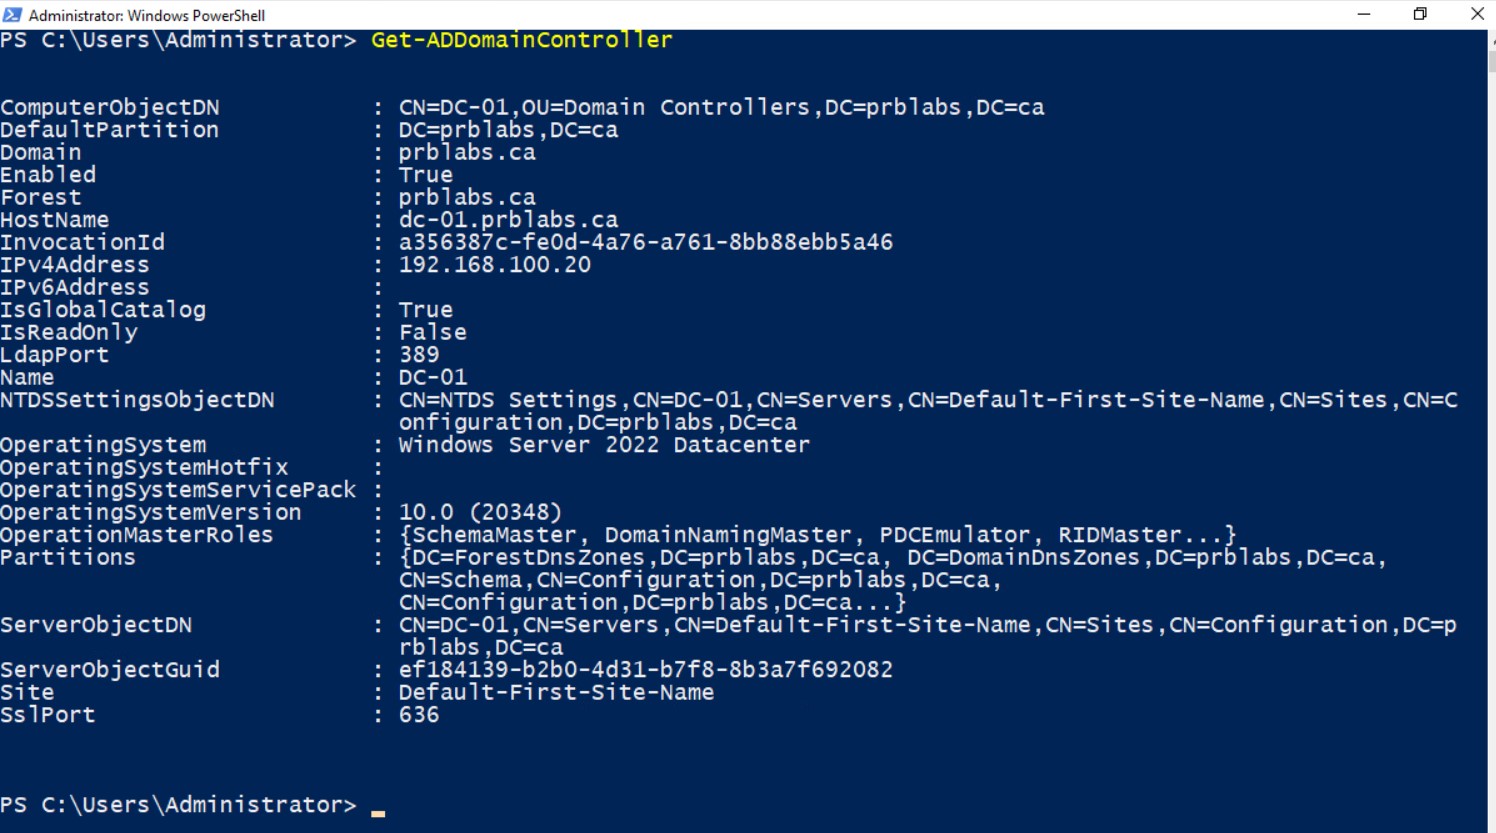 Administrator: Windows PowerShell
PS C:\Users\Administrator> Get-ADDomainController
ComputerObjectDN : CN=DC-01,OU=Domain Controllers,DC=prblabs,DC=ca
DefaultPartition : DC=prblabs,DC=ca
Domain : prblabs.ca
Enabled : True
Forest : prblabs.ca
HostName : dc-01.prblabs.ca
InvocationId : a356387c-fe0d-4a76-a761-8bb88ebb5a46
IPv4Address : 192.168.100.20
IPv6Address :
IsGlobalCatalog : True
IsReadOnly : False
LdapPort : 389
Name : DC-01
NTDSSettingsObjectDN : CN=NTDS Settings,CN=DC-01,CN=Servers,CN=Default-First-Site-Name,CN=Sites,CN=C
onfiguration,DC=prblabs,DC=ca
OperatingSystem : Windows Server 2022 Datacenter
OperatingSystemHotfix :
OperatingSystemServicePack :
OperatingSystemVersion : 10.0 (20348)
OperationMasterRoles : {SchemaMaster, DomainNamingMaster, PDCEmulator, RIDMaster...}
Partitions : {DC=ForestDnsZones,DC=prblabs,DC=ca, DC=DomainDnsZones,DC=prblabs,DC=ca,
CN=Schema,CN=Configuration,DC=prblabs,DC=ca,
CN=Configuration,DC=prblabs,DC=ca...}
ServerObjectDN : CN=DC-01,CN=Servers,CN=Default-First-Site-Name,CN=Sites,CN=Configuration,DC=p
rblabs,DC=ca
ServerObjectGuid : ef184139-b2b0-4d31-b7f8-8b3a7f692082
Site : Default-First-Site-Name
SslPort : 636
PS C:\Users\Administrator> _